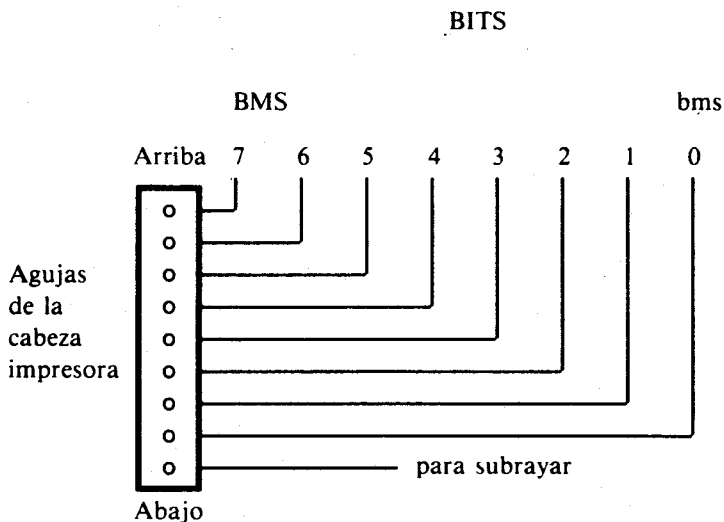 BITS
BMS bms
Arriba 7 6 5 4 3 2 1 0
Agujas
de la
cabeza
impresora
para subrayar
Abajo